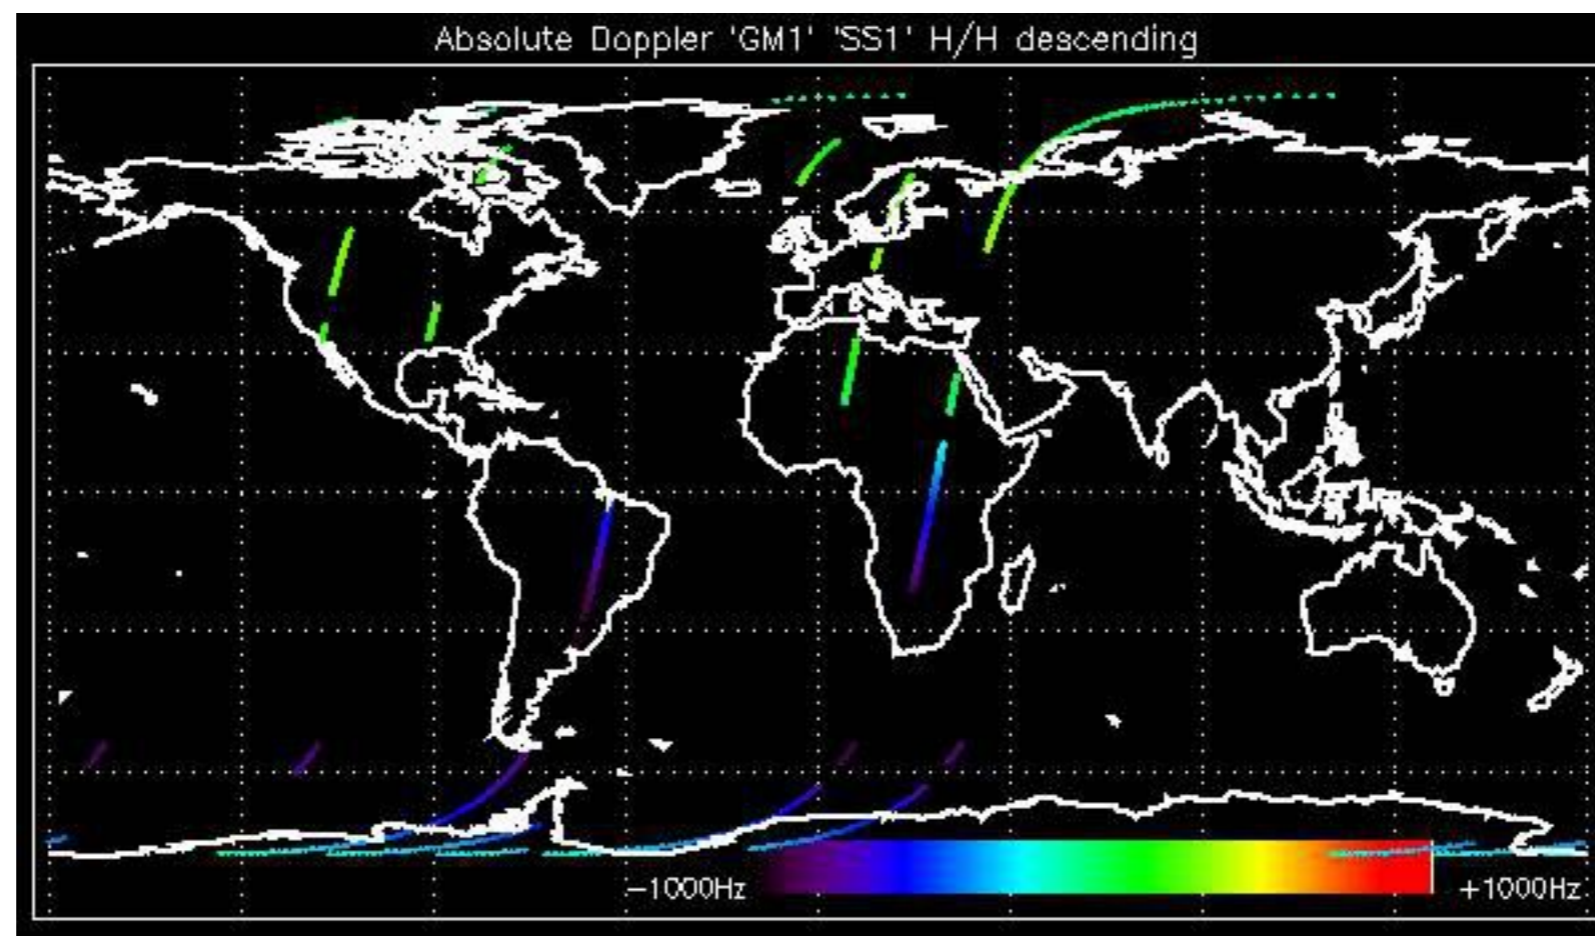 Absolute Doppler 'GM1' 'SS1' H/H descending
−1000Hz +1000Hz